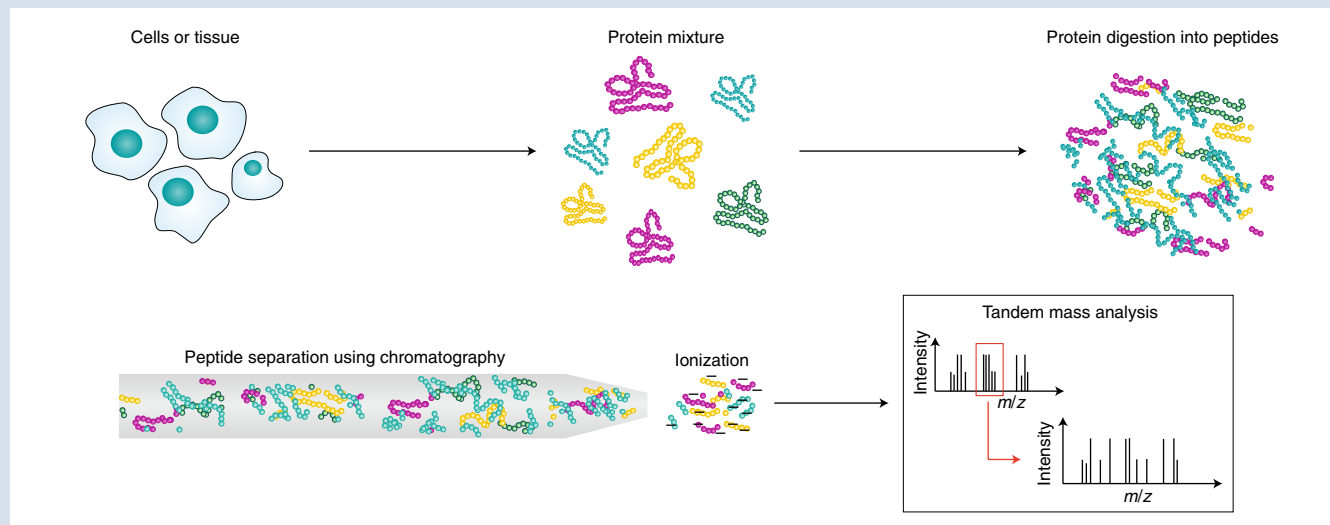 Cells or tissue
Protein mixture
Protein digestion into peptides
Peptide separation using chromatography
Ionization
Tandem mass analysis
Intensity
m/z
Intensity
m/z